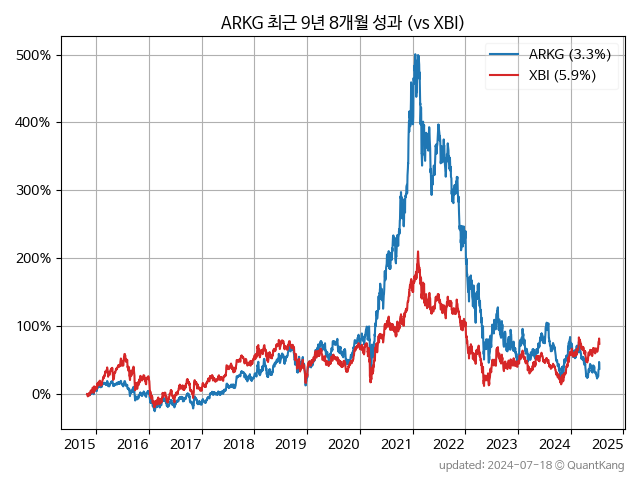 ARKG 최근 9년 8개월 성과 (vs XBI)
ARKG (3.3%)
XBI (5.9%)
500%
400%
300%
200%
100%
0%
2015 2016 2017 2018 2019 2020 2021 2022 2023 2024 2025
updated: 2024-07-18 © QuantKang